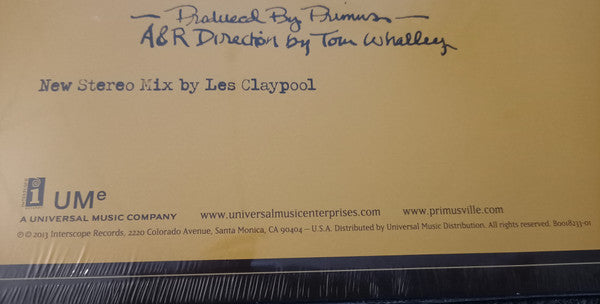 — Produced By Primus —
A&R Direction by Tom Whalley
New Stereo Mix by Les Claypool
INTERSCOPE
i UMe
A UNIVERSAL MUSIC COMPANY
www.universalmusicenterprises.com www.primusville.com
℗ © 2013 Interscope Records, 2220 Colorado Avenue, Santa Monica, CA 90404 – U.S.A. Distributed by Universal Music Distribution. All rights reserved. B0018233-01